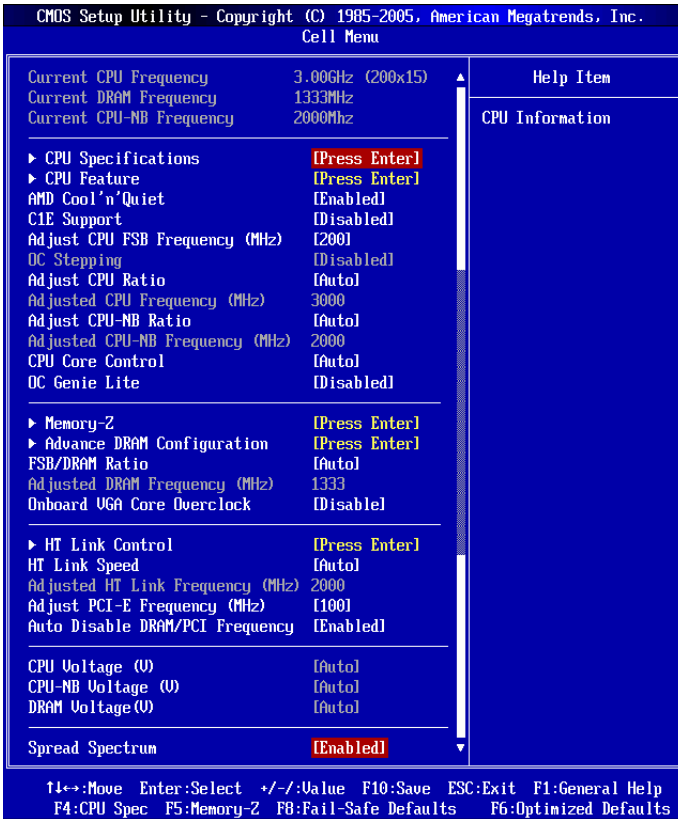 CMOS Setup Utility - Copyright (C) 1985-2005, American Megatrends, Inc.
Cell Menu
Current CPU Frequency 3.00GHz (200x15)
Current DRAM Frequency 1333MHz
Current CPU-NB Frequency 2000Mhz
CPU Specifications [Press Enter]
CPU Feature [Press Enter]
AMD Cool'n'Quiet [Enabled]
C1E Support [Disabled]
Adjust CPU FSB Frequency (MHz) [200]
OC Stepping [Disabled]
Adjust CPU Ratio [Auto]
Adjusted CPU Frequency (MHz) 3000
Adjust CPU-NB Ratio [Auto]
Adjusted CPU-NB Frequency (MHz) 2000
CPU Core Control [Auto]
OC Genie Lite [Disabled]
Memory-Z [Press Enter]
Advance DRAM Configuration [Press Enter]
FSB/DRAM Ratio [Auto]
Adjusted DRAM Frequency (MHz) 1333
Onboard VGA Core Overclock [Disable]
HT Link Control [Press Enter]
HT Link Speed [Auto]
Adjusted HT Link Frequency (MHz) 2000
Adjust PCI-E Frequency (MHz) [100]
Auto Disable DRAM/PCI Frequency [Enabled]
CPU Voltage (V) [Auto]
CPU-NB Voltage (V) [Auto]
DRAM Voltage(V) [Auto]
Spread Spectrum [Enabled]
Help Item
CPU Information
↑↓↔:Move Enter:Select +/-/:Value F10:Save ESC:Exit F1:General Help
F4:CPU Spec F5:Memory-Z F8:Fail-Safe Defaults F6:Optimized Defaults